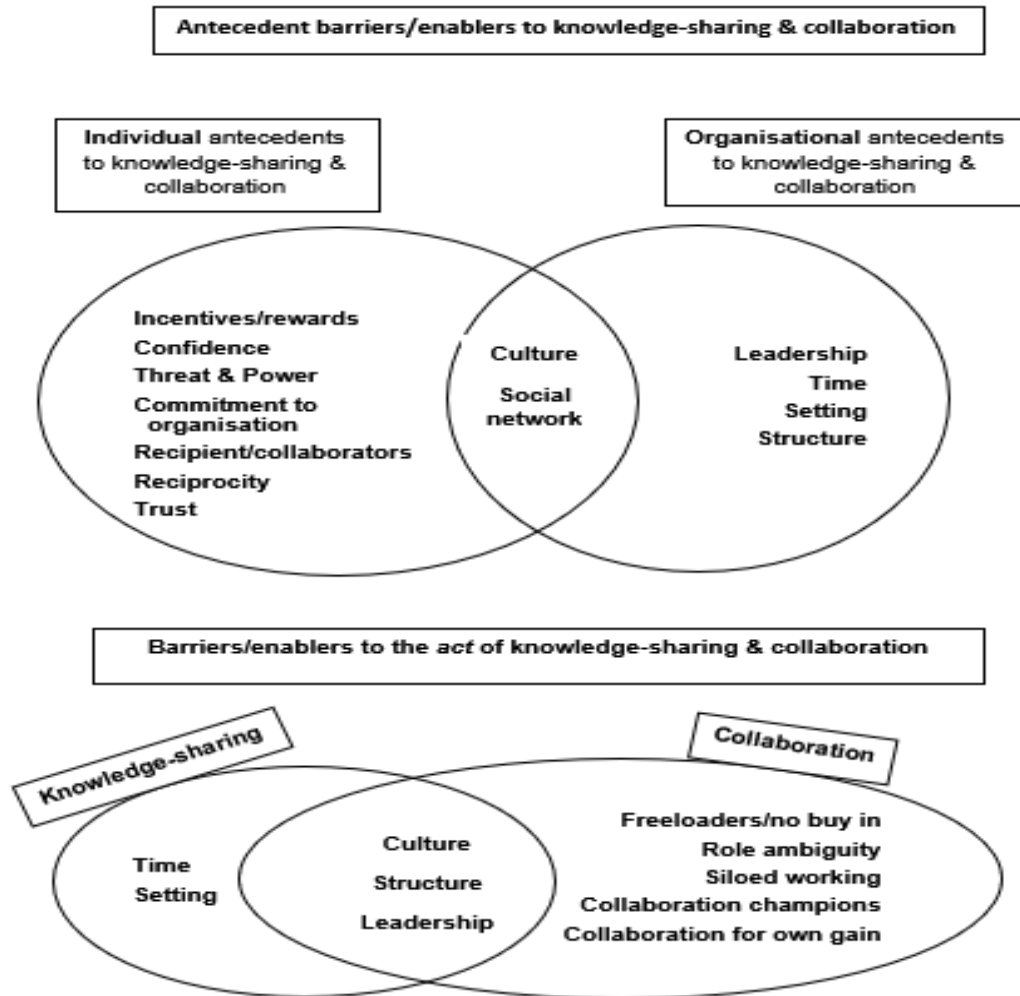 Antecedent barriers/enablers to knowledge-sharing & collaboration
Individual antecedents
to knowledge-sharing &
collaboration
Organisational antecedents
to knowledge-sharing &
collaboration
Incentives/rewards
Confidence
Threat & Power
Commitment to
organisation
Recipient/collaborators
Reciprocity
Trust
Culture
Social
network
Leadership
Time
Setting
Structure
Barriers/enablers to the act of knowledge-sharing & collaboration
Knowledge-sharing
Collaboration
Time
Setting
Culture
Structure
Leadership
Freeloaders/no buy in
Role ambiguity
Siloed working
Collaboration champions
Collaboration for own gain